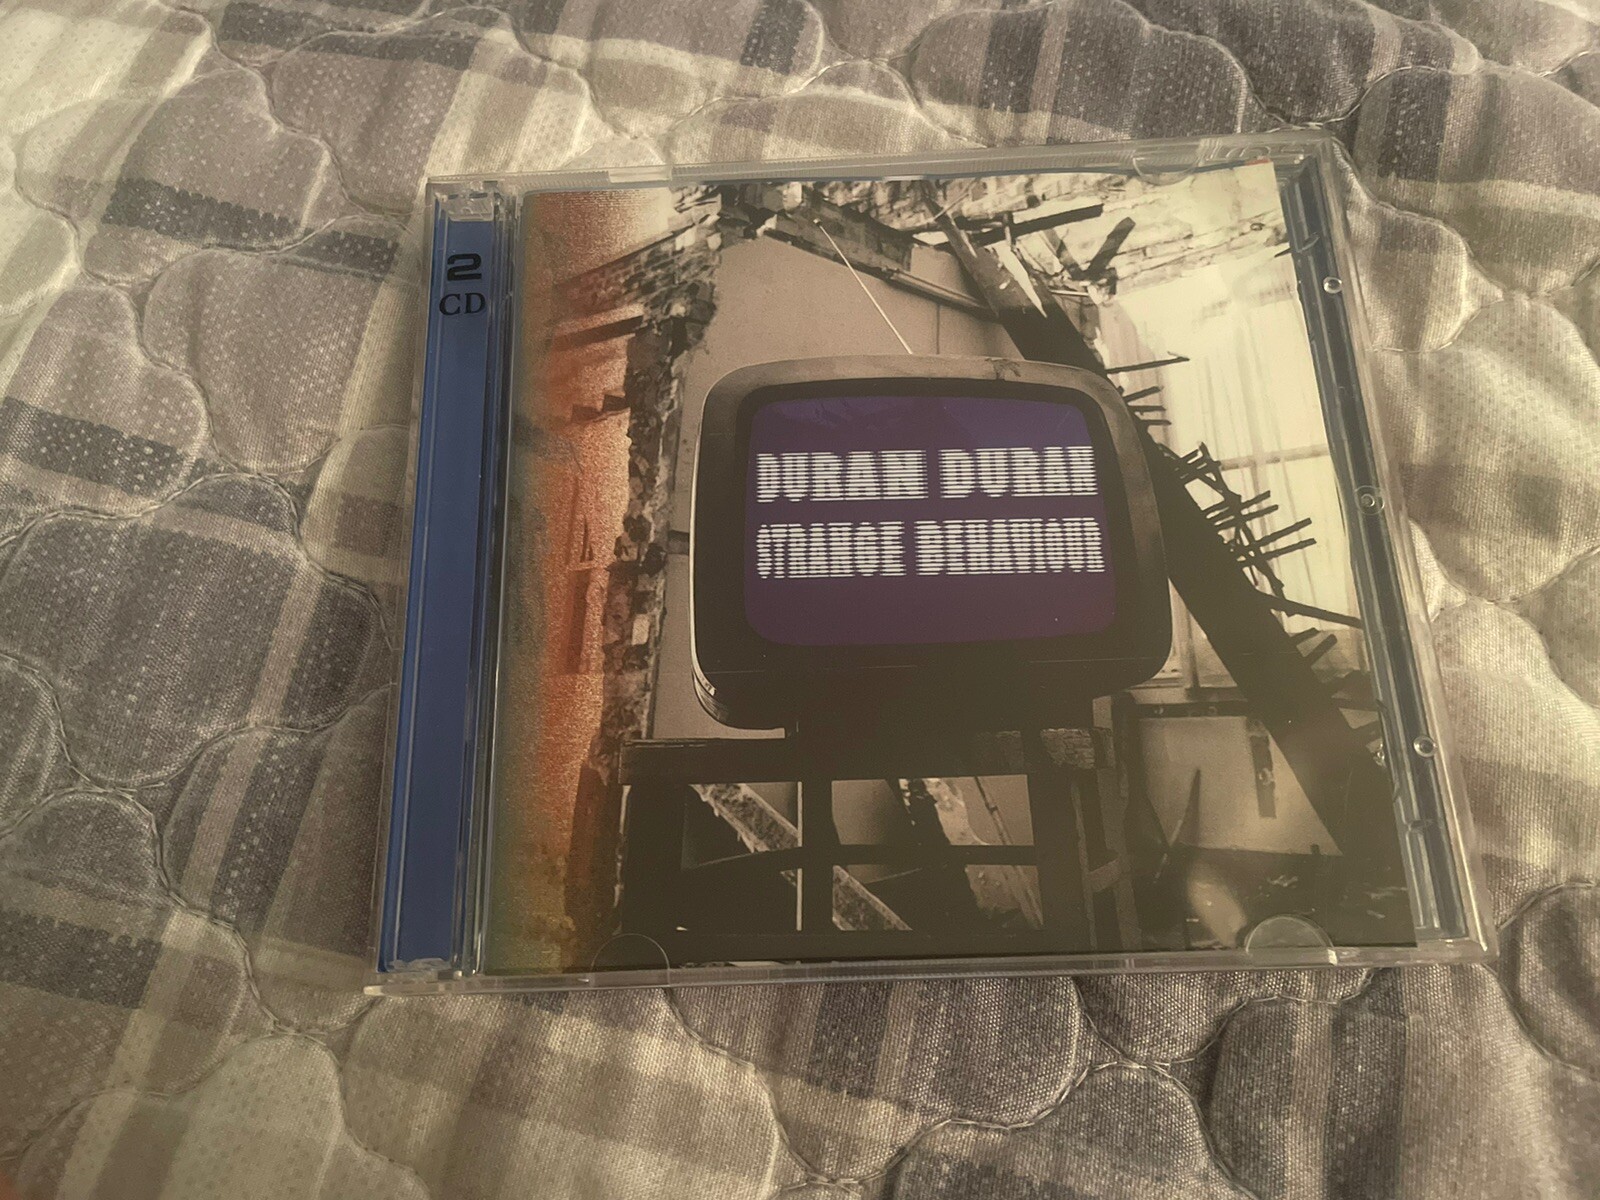 2
CD
DURAN DURAN
STRANGE BEHAVIOUR